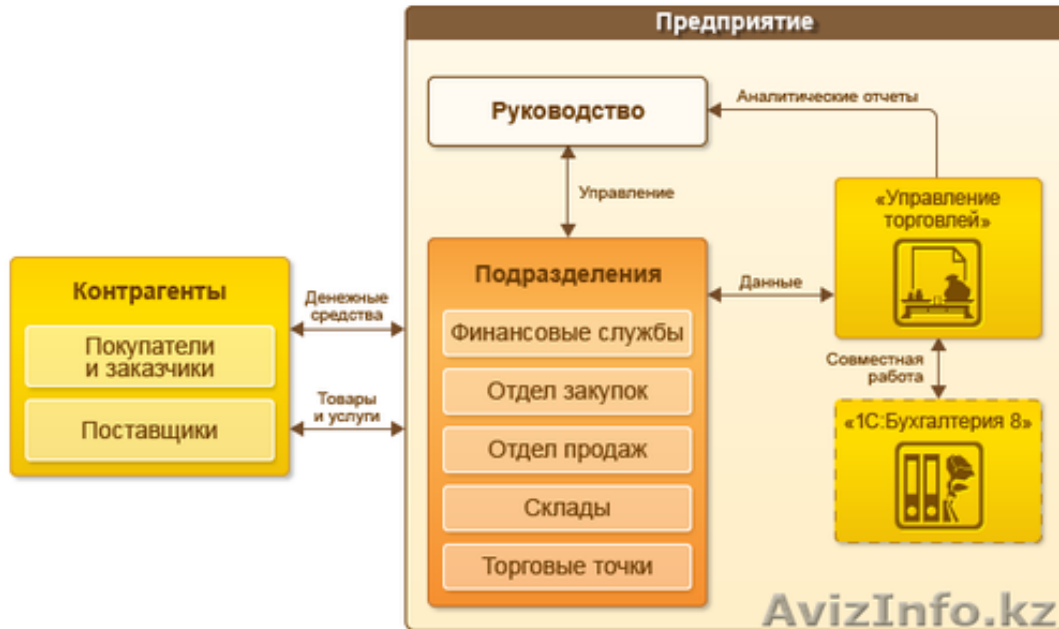 Предприятие
Руководство
Аналитические отчеты
Управление
«Управление
торговлей»
Контрагенты
Покупатели
и заказчики
Поставщики
Денежные
средства
Товары
и услуги
Подразделения
Финансовые службы
Отдел закупок
Отдел продаж
Склады
Торговые точки
Данные
Совместная
работа
«1С:Бухгалтерия 8»
AvizInfo.kz